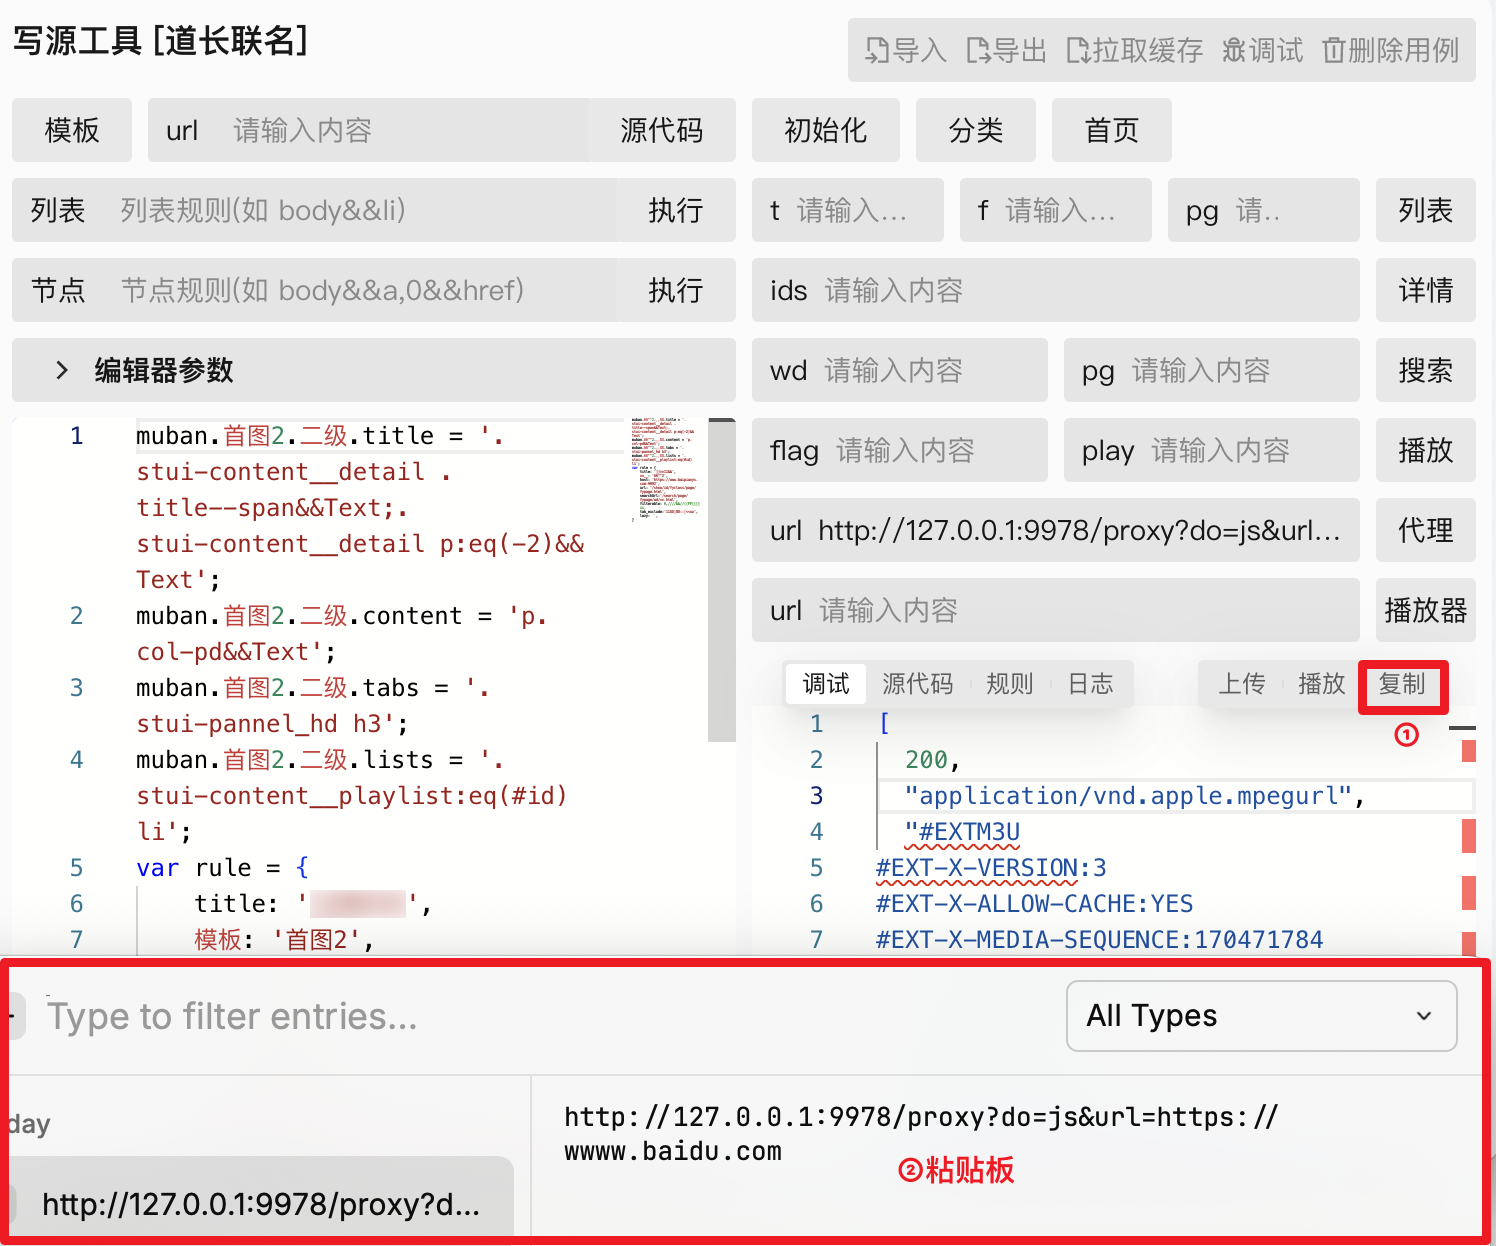 写源工具 [道长联名]
导入 导出 拉取缓存 调试 删除用例
模板 url 请输入内容 源代码 初始化 分类 首页
列表 列表规则(如 body&&li) 执行 t 请输入... f 请输入... pg 请.. 列表
节点 节点规则(如 body&&a,0&&href) 执行 ids 请输入内容 详情
编辑器参数 wd 请输入内容 pg 请输入内容 搜索
flag 请输入内容 play 请输入内容 播放
url http://127.0.0.1:9978/proxy?do=js&url... 代理
url 请输入内容 播放器
1 muban.首图2.二级.title = '.
stui-content__detail .
title--span&&Text;.
stui-content__detail p:eq(-2)&&
Text';
2 muban.首图2.二级.content = 'p.
col-pd&&Text';
3 muban.首图2.二级.tabs = '.
stui-pannel_hd h3';
4 muban.首图2.二级.lists = '.
stui-content__playlist:eq(#id)
li';
5 var rule = {
6 title: '
',
7 模板: '首图2',
调试 源代码 规则 日志 上传 播放 复制
①
1 [
2 200,
3 "application/vnd.apple.mpegurl",
4 "#EXTM3U
5 #EXT-X-VERSION:3
6 #EXT-X-ALLOW-CACHE:YES
7 #EXT-X-MEDIA-SEQUENCE:170471784
Type to filter entries...
All Types
day
http://127.0.0.1:9978/proxy?d...
http://127.0.0.1:9978/proxy?do=js&url=https://
wwww.baidu.com
②粘贴板